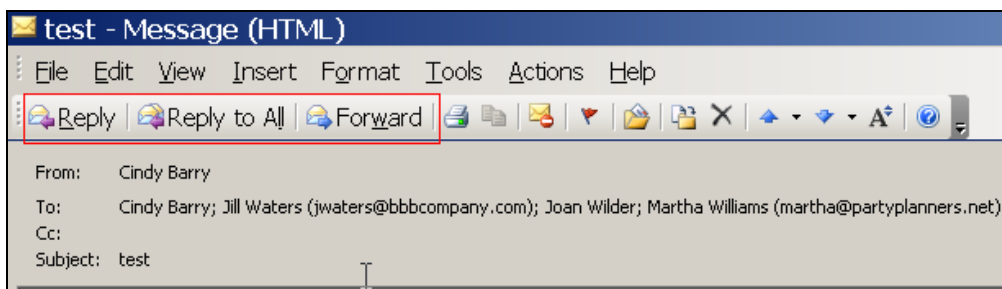 test - Message (HTML)
File Edit View Insert Format Tools Actions Help
Reply Reply to All Forward A
From: Cindy Barry
To: Cindy Barry; Jill Waters (jwaters@bbbcompany.com); Joan Wilder; Martha Williams (martha@partyplanners.net)
Cc:
Subject: test